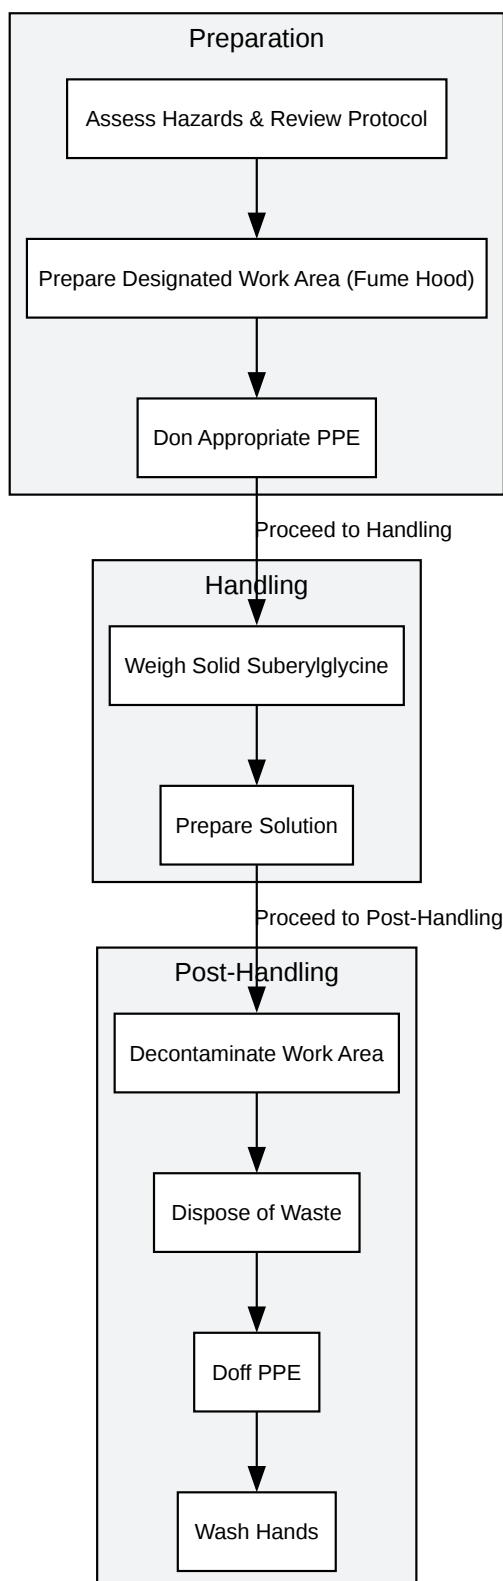 Preparation
Assess Hazards & Review Protocol
Prepare Designated Work Area (Fume Hood)
Don Appropriate PPE
Proceed to Handling
Handling
Weigh Solid Suberylglycine
Prepare Solution
Proceed to Post-Handling
Post-Handling
Decontaminate Work Area
Dispose of Waste
Doff PPE
Wash Hands